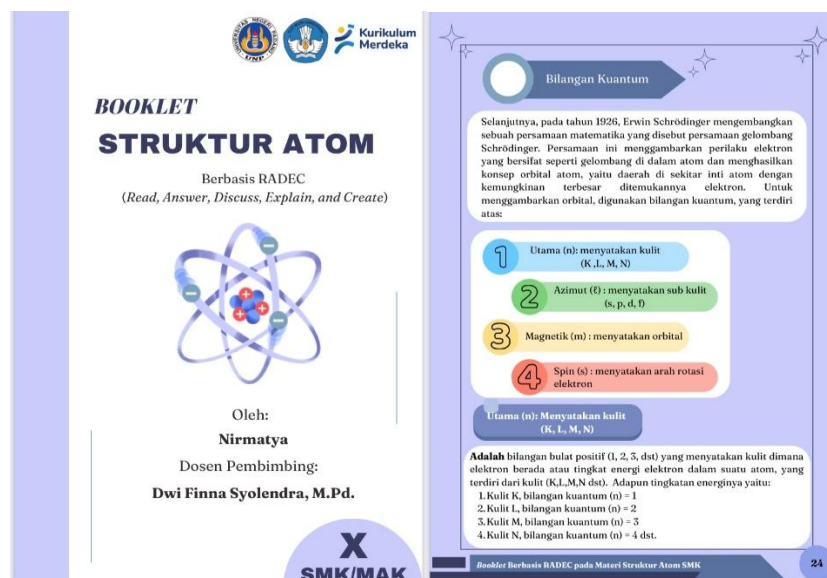 UNIVERSITAS NEGERI PADANG
UNP
Kurikulum
Merdeka
BOOKLET
STRUKTUR ATOM
Berbasis RADEC
(Read, Answer, Discuss, Explain, and Create)
Oleh:
Nirmatya
Dosen Pembimbing:
Dwi Finna Syolendra, M.Pd.
X
SMK/MAK
Bilangan Kuantum
Selanjutnya, pada tahun 1926, Erwin Schrödinger mengembangkan
sebuah persamaan matematika yang disebut persamaan gelombang
Schrödinger. Persamaan ini menggambarkan perilaku elektron
yang bersifat seperti gelombang di dalam atom dan menghasilkan
konsep orbital atom, yaitu daerah di sekitar inti atom dengan
kemungkinan terbesar ditemukannya elektron. Untuk
menggambarkan orbital, digunakan bilangan kuantum, yang terdiri
atas:
1
Utama (n): menyatakan kulit
(K ,L, M, N)
2
Azimut (ℓ) : menyatakan sub kulit
(s, p, d, f)
3
Magnetik (m) : menyatakan orbital
4
Spin (s) : menyatakan arah rotasi
elektron
Utama (n): Menyatakan kulit
(K, L, M, N)
Adalah bilangan bulat positif (1, 2, 3, dst) yang menyatakan kulit dimana
elektron berada atau tingkat energi elektron dalam suatu atom, yang
terdiri dari kulit (K,L,M,N dst). Adapun tingkatan energinya yaitu:
1. Kulit K, bilangan kuantum (n) = 1
2. Kulit L, bilangan kuantum (n) = 2
3. Kulit M, bilangan kuantum (n) = 3
4. Kulit N, bilangan kuantum (n) = 4 dst.
Booklet Berbasis RADEC pada Materi Struktur Atom SMK
24